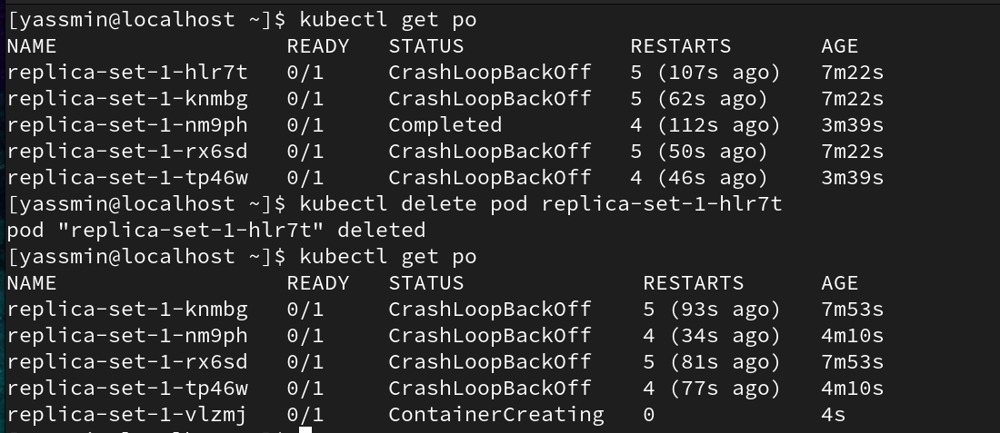 [yassmin@localhost ~]$ kubectl get po
NAME READY STATUS RESTARTS AGE
replica-set-1-hlr7t 0/1 CrashLoopBackOff 5 (107s ago) 7m22s
replica-set-1-knmbg 0/1 CrashLoopBackOff 5 (62s ago) 7m22s
replica-set-1-nm9ph 0/1 Completed 4 (112s ago) 3m39s
replica-set-1-rx6sd 0/1 CrashLoopBackOff 5 (50s ago) 7m22s
replica-set-1-tp46w 0/1 CrashLoopBackOff 4 (46s ago) 3m39s
[yassmin@localhost ~]$ kubectl delete pod replica-set-1-hlr7t
pod "replica-set-1-hlr7t" deleted
[yassmin@localhost ~]$ kubectl get po
NAME READY STATUS RESTARTS AGE
replica-set-1-knmbg 0/1 CrashLoopBackOff 5 (93s ago) 7m53s
replica-set-1-nm9ph 0/1 CrashLoopBackOff 4 (34s ago) 4m10s
replica-set-1-rx6sd 0/1 CrashLoopBackOff 5 (81s ago) 7m53s
replica-set-1-tp46w 0/1 CrashLoopBackOff 4 (77s ago) 4m10s
replica-set-1-vlzmj 0/1 ContainerCreating 0 4s